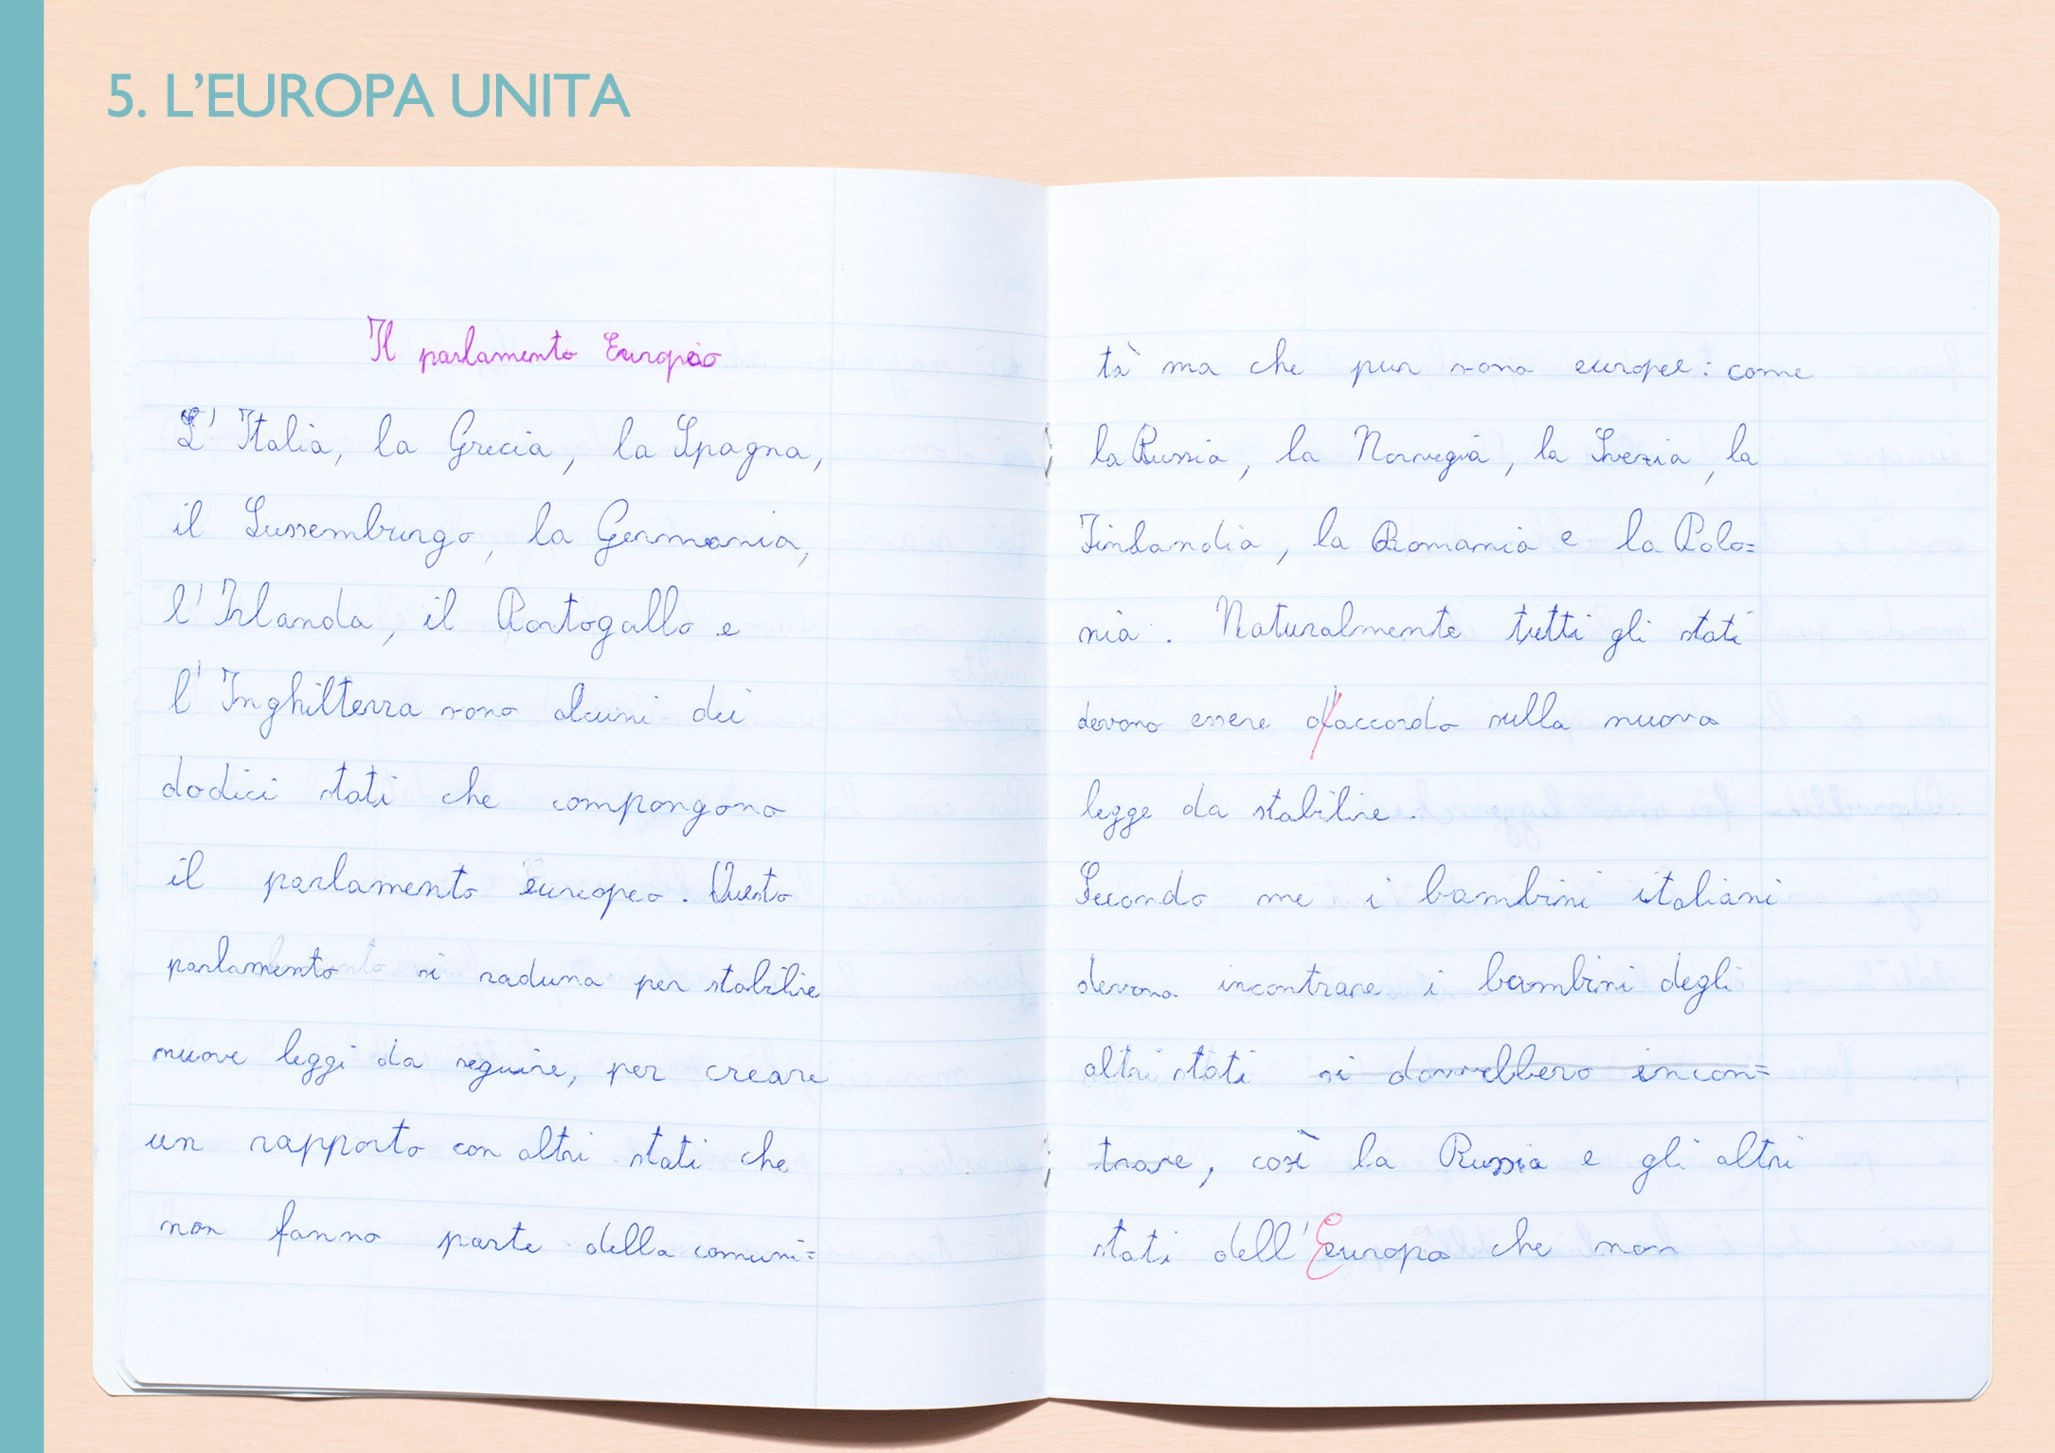 5. L'EUROPA UNITA
Il parlamento Europeo
L'Italia, la Grecia, la Spagna,
il Lussemburgo, la Germania,
l'Irlanda, il Portogallo e
l'Inghilterra sono alcuni dei
dodici stati che compongono
il parlamento Europeo. Questo
parlamento si raduna per stabilire
nuove leggi da seguire, per creare
un rapporto con altri stati che
non fanno parte della comuni=
tà ma che pur sono europee: come
la Russia, la Norvegia, la Svezia, la
Finlandia, la Romania e la Polo=
nia. Naturalmente tutti gli stati
devono essere d'accordo sulla nuova
legge da stabilire.
Secondo me i bambini italiani
devono incontrare i bambini degli
altri stati si dovrebbero incon=
trare, così la Russia e gli altri
stati dell'Europa che non